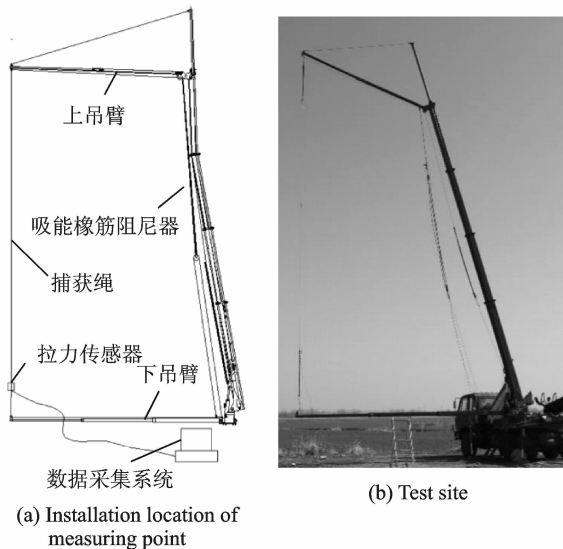 上吊臂
吸能橡筋阻尼器
捕获绳
拉力传感器
下吊臂
数据采集系统
(a) Installation location of
measuring point
(b) Test site